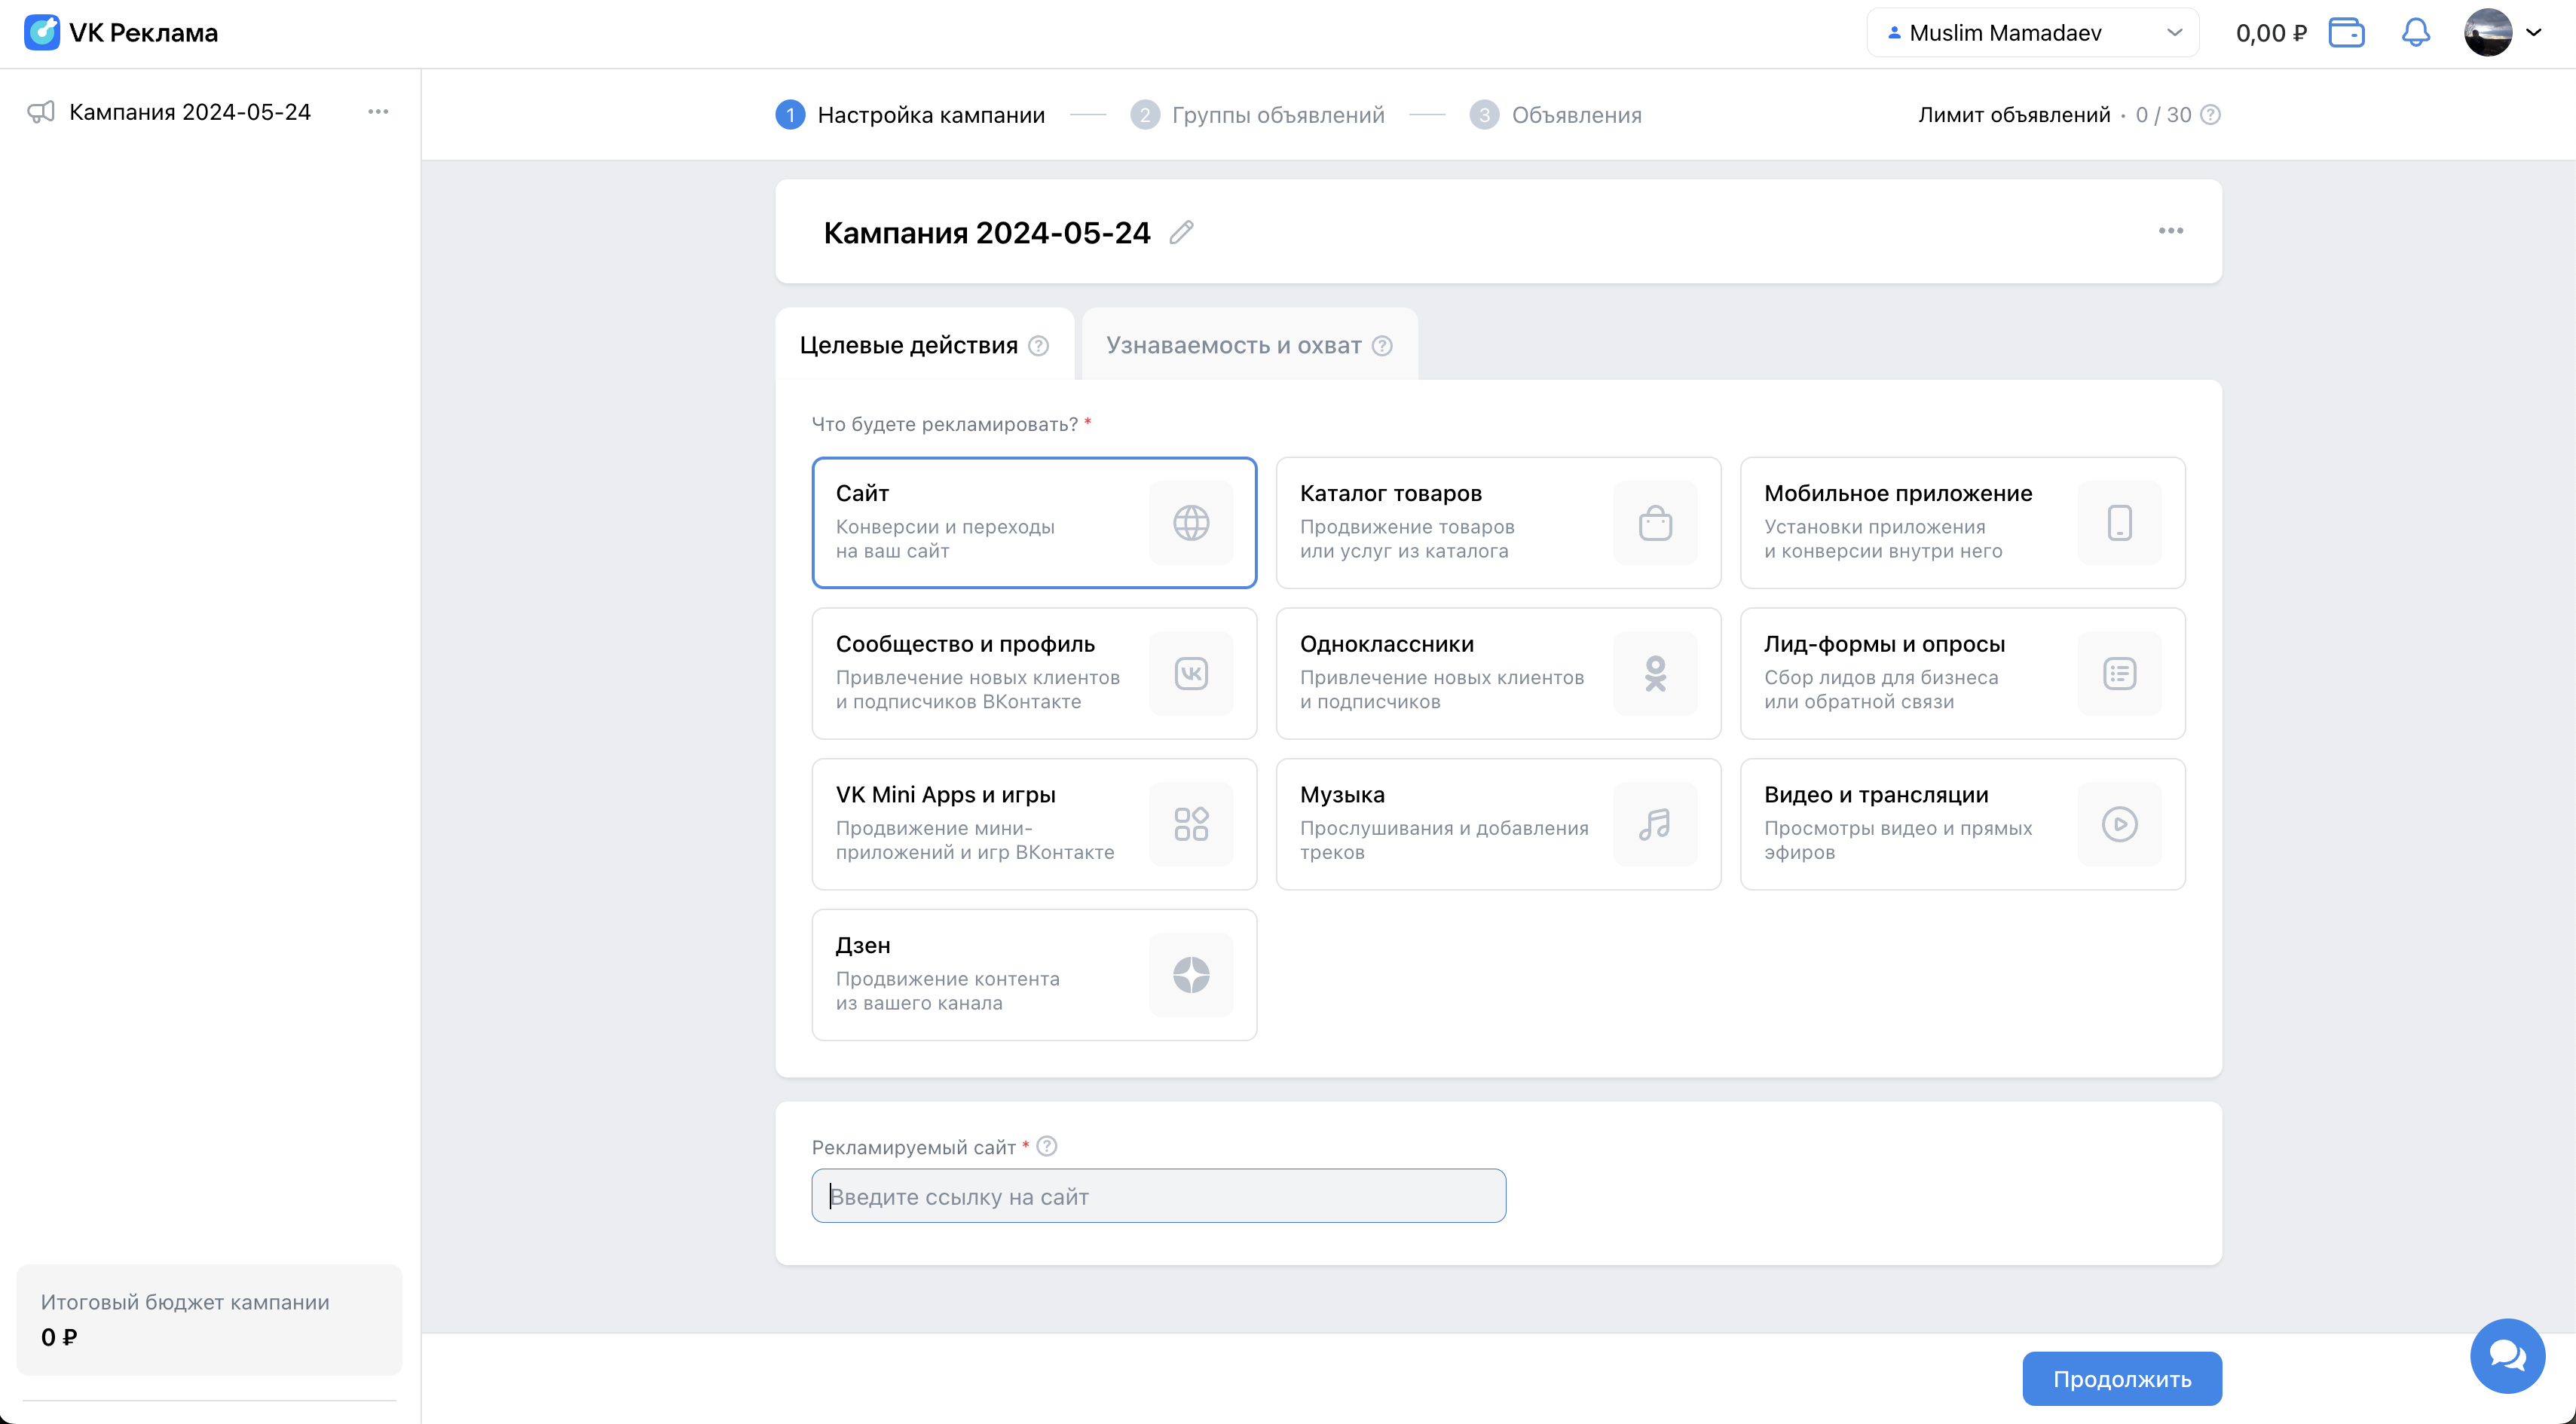 VK Реклама
Muslim Mamadaev
0,00 ₽
Кампания 2024-05-24
1 Настройка кампании
2 Группы объявлений
3 Объявления
Лимит объявлений · 0 / 30
Кампания 2024-05-24
Целевые действия
Узнаваемость и охват
Что будете рекламировать? *
Сайт
Конверсии и переходы
на ваш сайт
Каталог товаров
Продвижение товаров
или услуг из каталога
Мобильное приложение
Установки приложения
и конверсии внутри него
Сообщество и профиль
Привлечение новых клиентов
и подписчиков ВКонтакте
Одноклассники
Привлечение новых клиентов
и подписчиков
Лид-формы и опросы
Сбор лидов для бизнеса
или обратной связи
VK Mini Apps и игры
Продвижение мини-
приложений и игр ВКонтакте
Музыка
Прослушивания и добавления
треков
Видео и трансляции
Просмотры видео и прямых
эфиров
Дзен
Продвижение контента
из вашего канала
Рекламируемый сайт *
Введите ссылку на сайт
Итоговый бюджет кампании
0 ₽
Продолжить